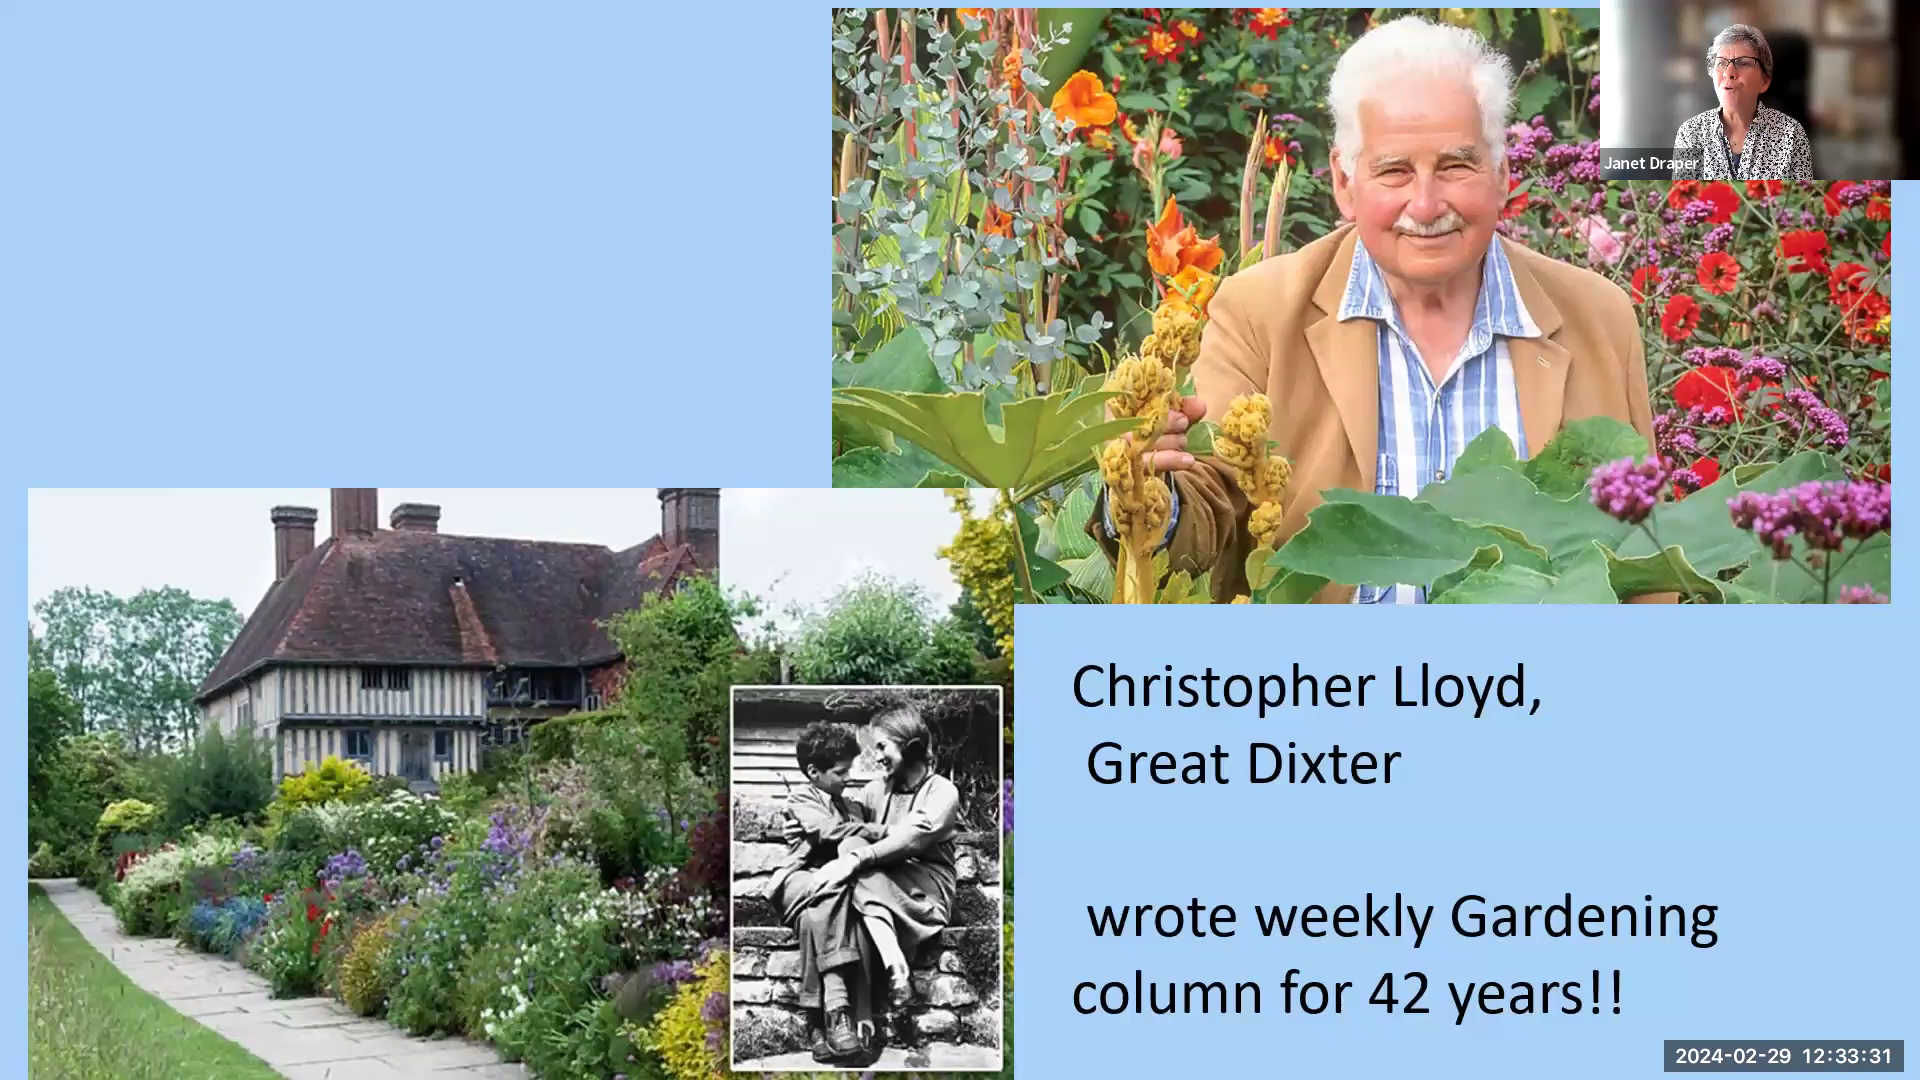 Janet Draper
Christopher Lloyd,
Great Dixter
wrote weekly Gardening
column for 42 years!!
2024-02-29 12:33:31